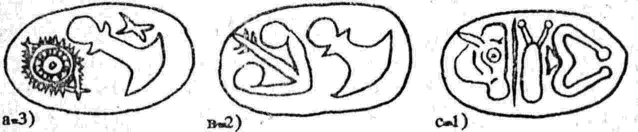 a=3) B=2) C=1)